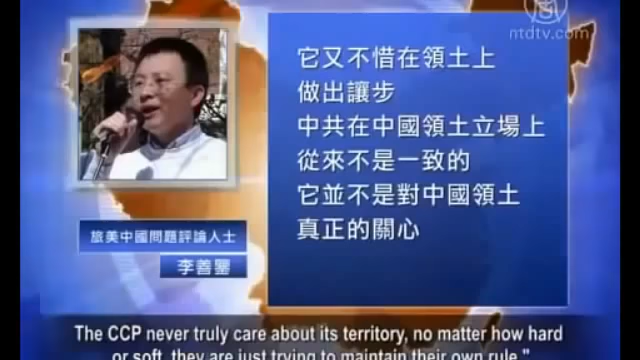 ntdtv.com
它又不惜在領土上
做出讓步
中共在中國領土立場上
從來不是一致的
它並不是對中國領土
真正的關心
旅美中國問題評論人士
李善鑒
The CCP never truly care about its territory, no matter how hard
or soft, they are just trying to maintain their own rule."